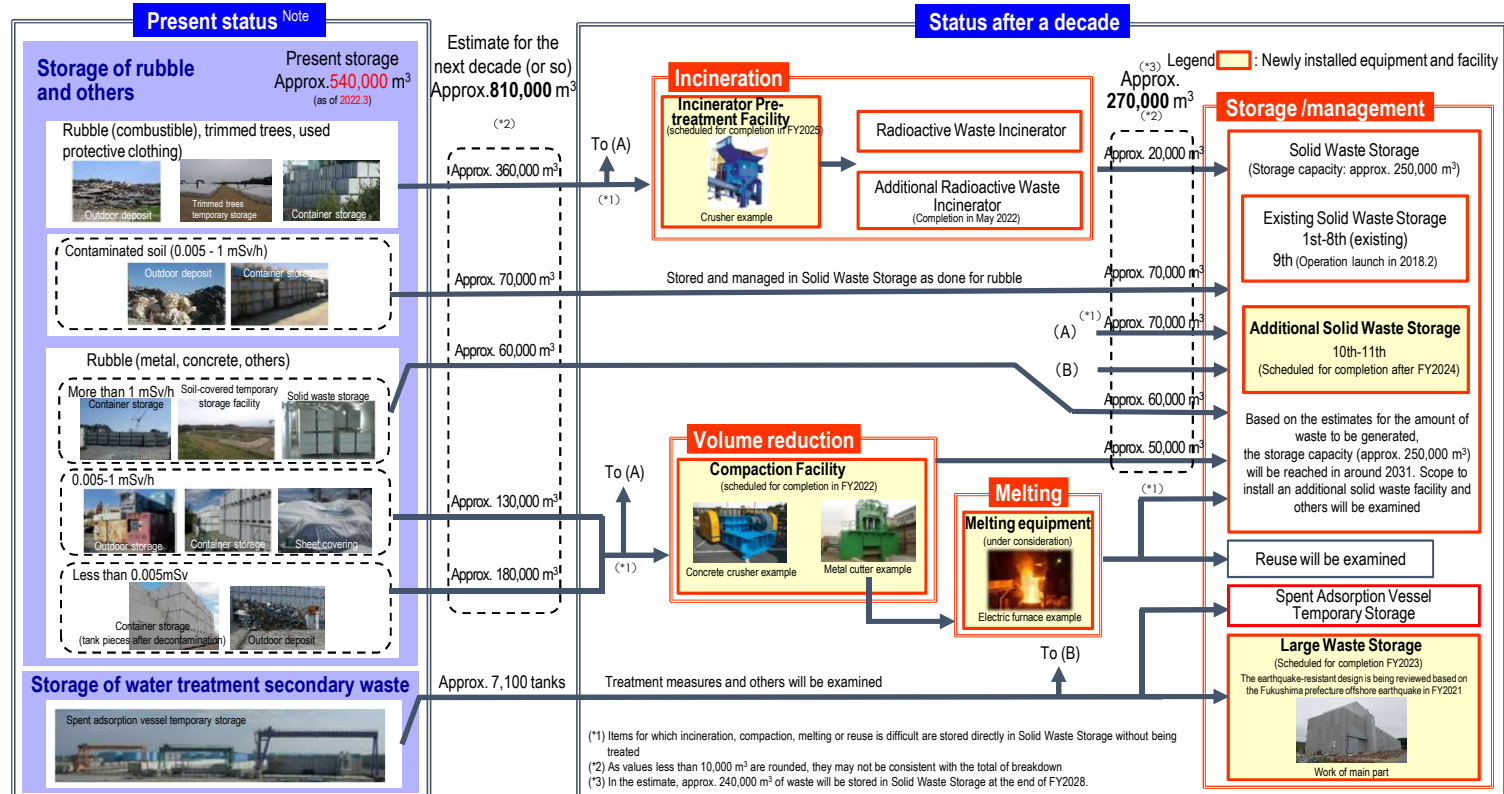 Present status Note
Storage of rubble
and others
Present storage
Approx.540,000 m³
(as of 2022.3)
Rubble (combustible), trimmed trees, used
protective clothing)
Outdoor deposit
Trimmed trees
temporary storage
Container storage
Contaminated soil (0.005 - 1 mSv/h)
Outdoor deposit
Container storage
Rubble (metal, concrete, others)
More than 1 mSv/h
Container storage
Soil-covered temporary
storage facility
Solid waste storage
0.005-1 mSv/h
Outdoor storage
Container storage
Sheet covering
Less than 0.005mSv
Container storage
(tank pieces after decontamination)
Outdoor deposit
Storage of water treatment secondary waste
Spent adsorption vessel temporary storage
Estimate for the
next decade (or so)
Approx.810,000 m³
(*2)
Approx. 360,000 m³
Approx. 70,000 m³
Approx. 60,000 m³
Approx. 130,000 m³
Approx. 180,000 m³
Approx. 7,100 tanks
Status after a decade
To (A)
(*1)
Incineration
Incinerator Pre-
treatment Facility
(scheduled for completion in FY2025)
Crusher example
Radioactive Waste Incinerator
Additional Radioactive Waste
Incinerator
(Completion in May 2022)
Stored and managed in Solid Waste Storage as done for rubble
To (A)
(*1)
Volume reduction
Compaction Facility
(scheduled for completion in FY2022)
Concrete crusher example
Metal cutter example
Melting
Melting equipment
(under consideration)
Electric furnace example
To (B)
Treatment measures and others will be examined
(*3)
Approx.
270,000 m³
(*2)
Approx. 20,000 m³
Approx. 70,000 m³
(A)
(*1)
Approx. 70,000 m³
(B)
Approx. 60,000 m³
Approx. 50,000 m³
(*1)
Legend : Newly installed equipment and facility
Storage /management
Solid Waste Storage
(Storage capacity: approx. 250,000 m³)
Existing Solid Waste Storage
1st-8th (existing)
9th (Operation launch in 2018.2)
Additional Solid Waste Storage
10th-11th
(Scheduled for completion after FY2024)
Based on the estimates for the amount of
waste to be generated,
the storage capacity (approx. 250,000 m³)
will be reached in around 2031. Scope to
install an additional solid waste facility and
others will be examined
Reuse will be examined
Spent Adsorption Vessel
Temporary Storage
Large Waste Storage
(Scheduled for completion FY2023)
The earthquake-resistant design is being reviewed based on
the Fukushima prefecture offshore earthquake in FY2021
Work of main part
(*1) Items for which incineration, compaction, melting or reuse is difficult are stored directly in Solid Waste Storage without being
treated
(*2) As values less than 10,000 m³ are rounded, they may not be consistent with the total of breakdown
(*3) In the estimate, approx. 240,000 m³ of waste will be stored in Solid Waste Storage at the end of FY2028.